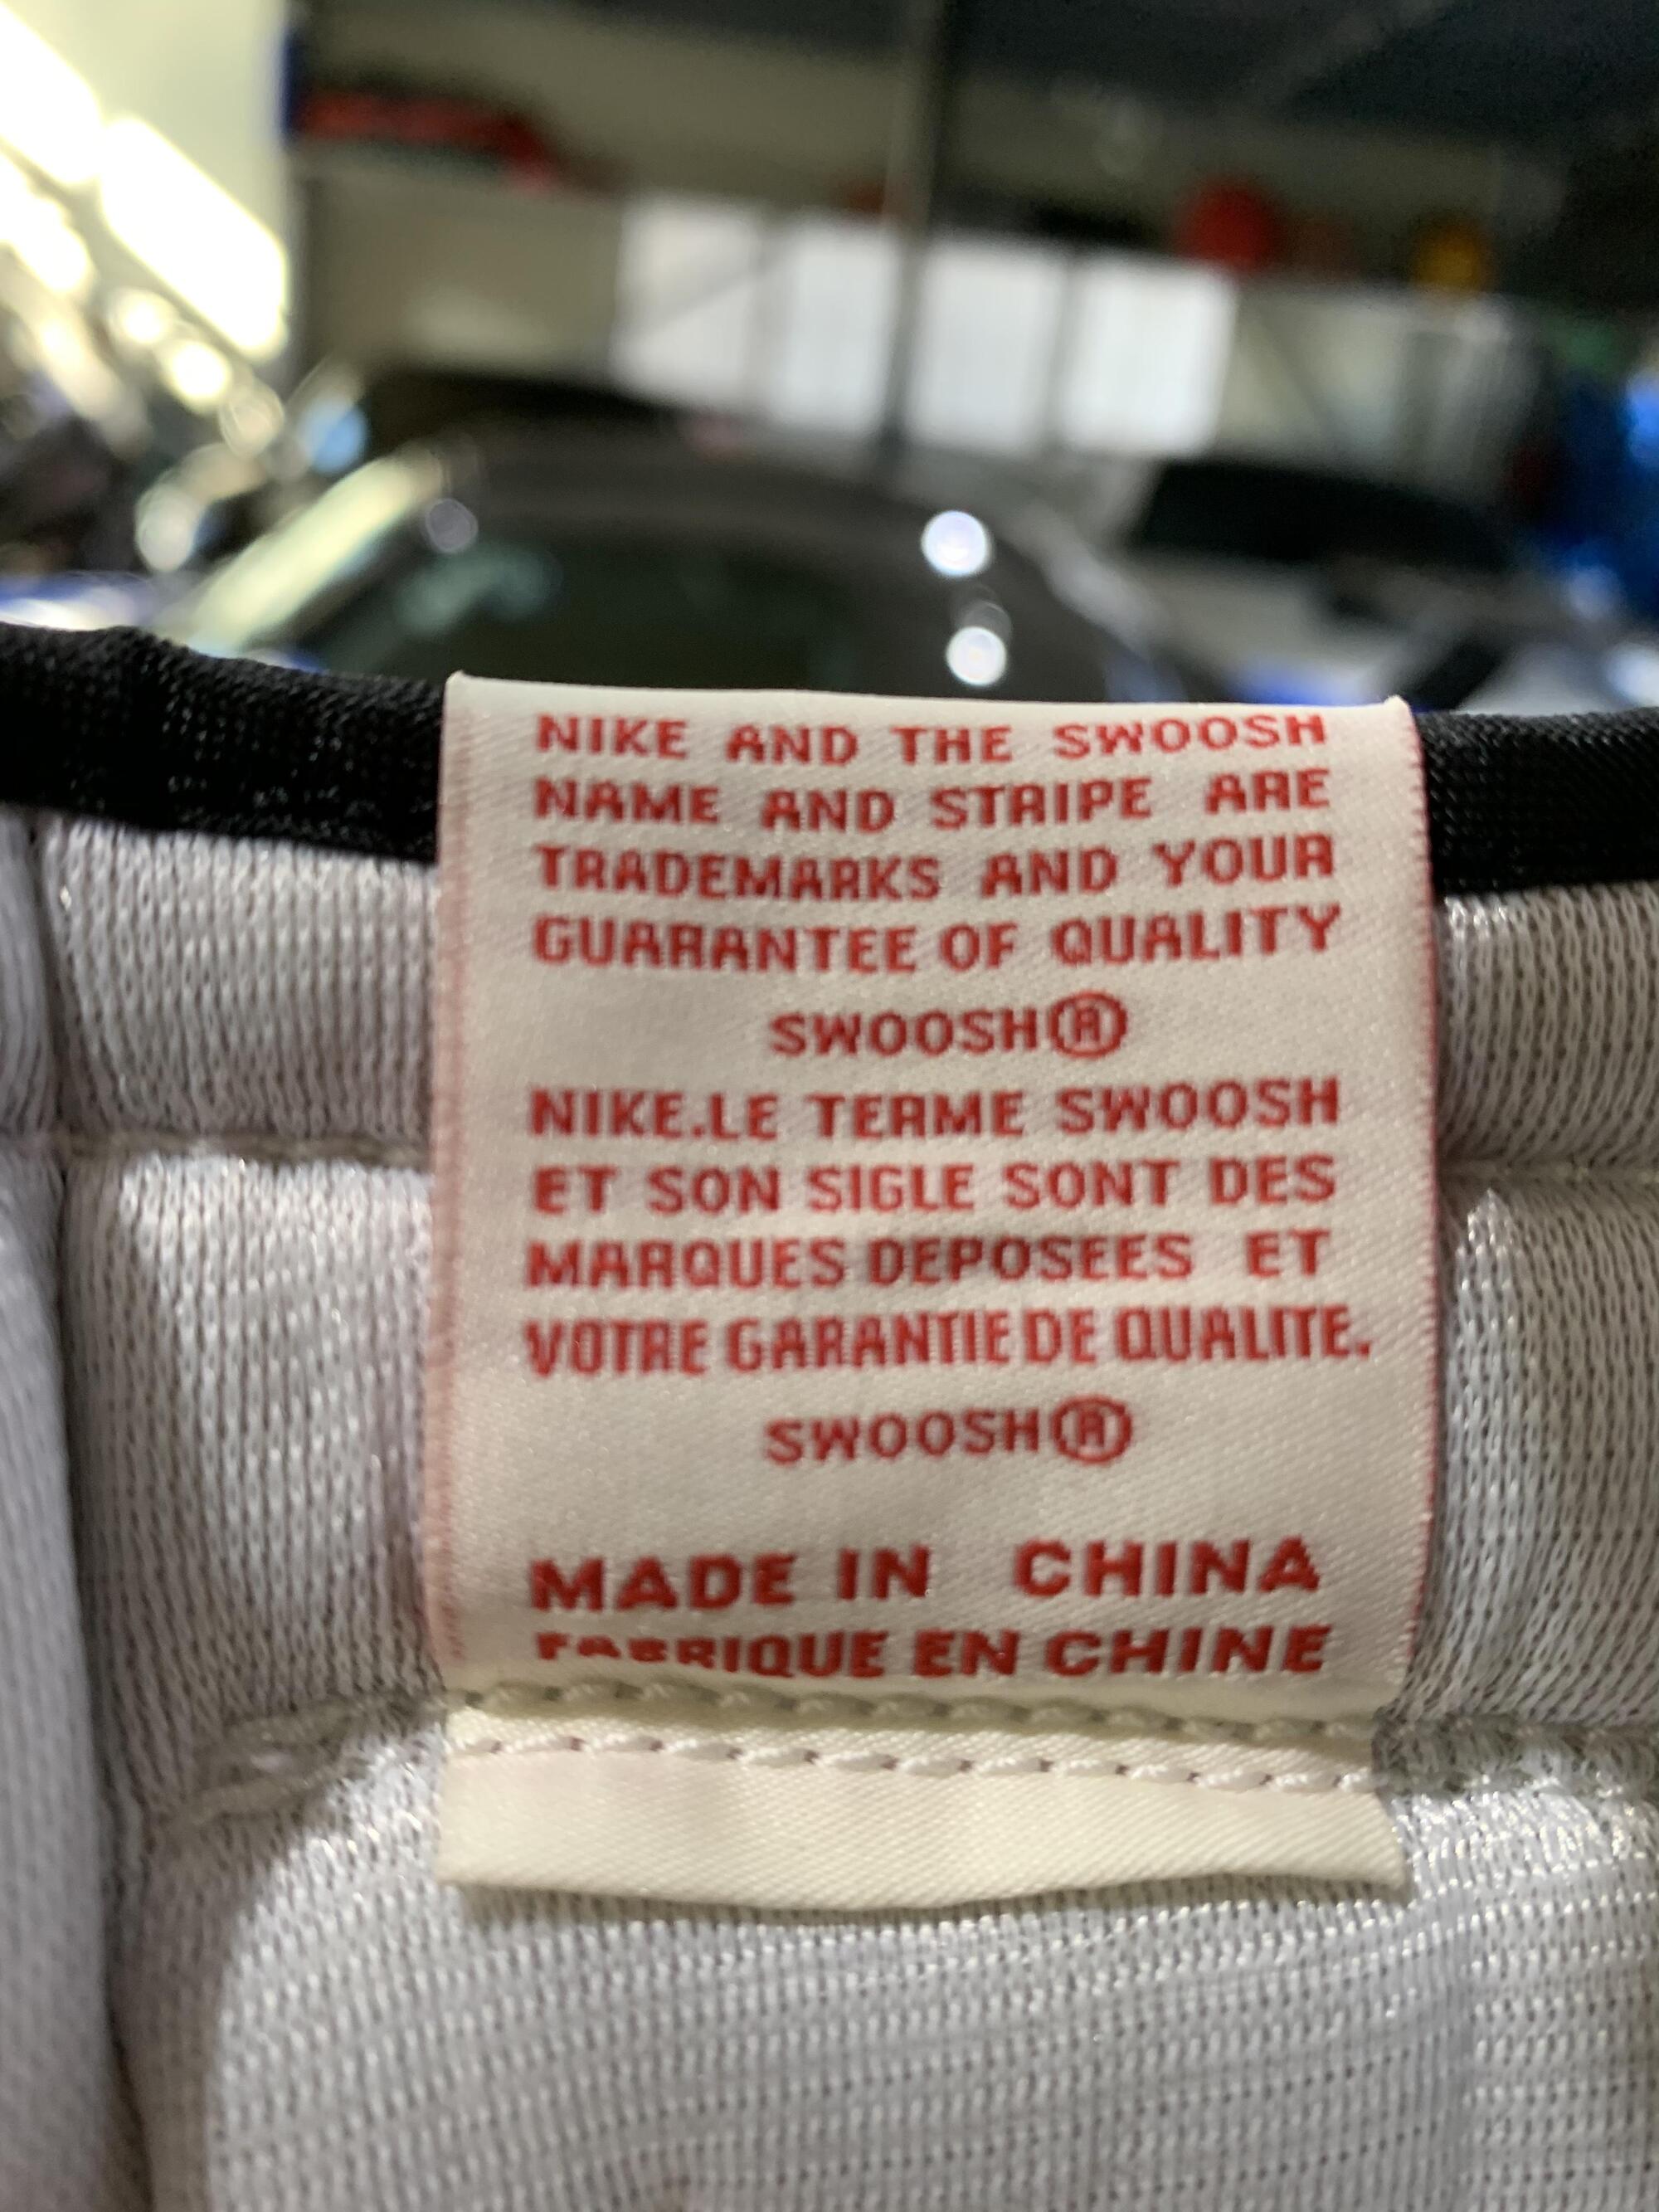 NIKE AND THE SWOOSH
NAME AND STRIPE ARE
TRADEMARKS AND YOUR
GUARANTEE OF QUALITY
SWOOSH®
NIKE.LE TERME SWOOSH
ET SON SIGLE SONT DES
MARQUES DEPOSEES ET
VOTRE GARANTIE DE QUALITE.
SWOOSH®
MADE IN CHINA
FABRIQUE EN CHINE